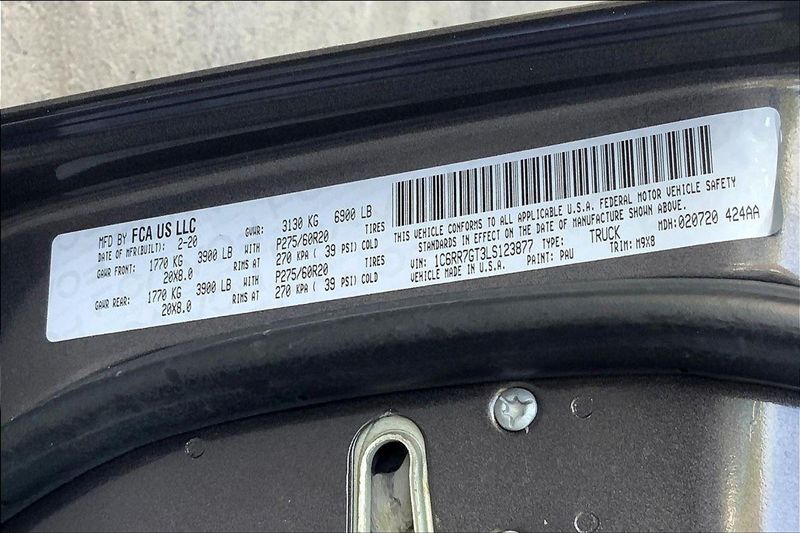 MFD BY FCA US LLC
DATE OF MFR(BUILT): 2-20 GVWR: 3130 KG 6900 LB
GAWR FRONT: 1770 KG 3900 LB WITH P275/60R20 TIRES
20X8.0 RIMS AT 270 KPA ( 39 PSI) COLD
GAWR REAR: 1770 KG 3900 LB WITH P275/60R20 TIRES
20X8.0 RIMS AT 270 KPA ( 39 PSI) COLD
THIS VEHICLE CONFORMS TO ALL APPLICABLE U.S.A. FEDERAL MOTOR VEHICLE SAFETY
STANDARDS IN EFFECT ON THE DATE OF MANUFACTURE SHOWN ABOVE.
MDH:020720 424AA
VIN: 1C6RR7GT3LS123877 TYPE: TRUCK
VEHICLE MADE IN U.S.A. PAINT: PAU TRIM: M9X8